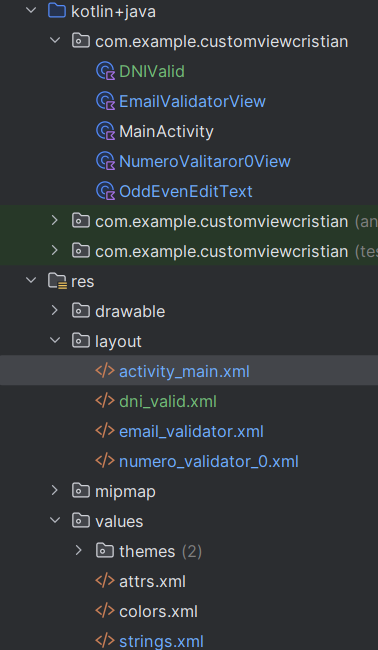 kotlin+java
com.example.customviewcristian
DNIValid
EmailValidatorView
MainActivity
NumeroValitaror0View
OddEvenEditText
com.example.customviewcristian (an
com.example.customviewcristian (tes
res
drawable
layout
activity_main.xml
dni_valid.xml
email_validator.xml
numero_validator_0.xml
mipmap
values
themes (2)
attrs.xml
colors.xml
strings.xml